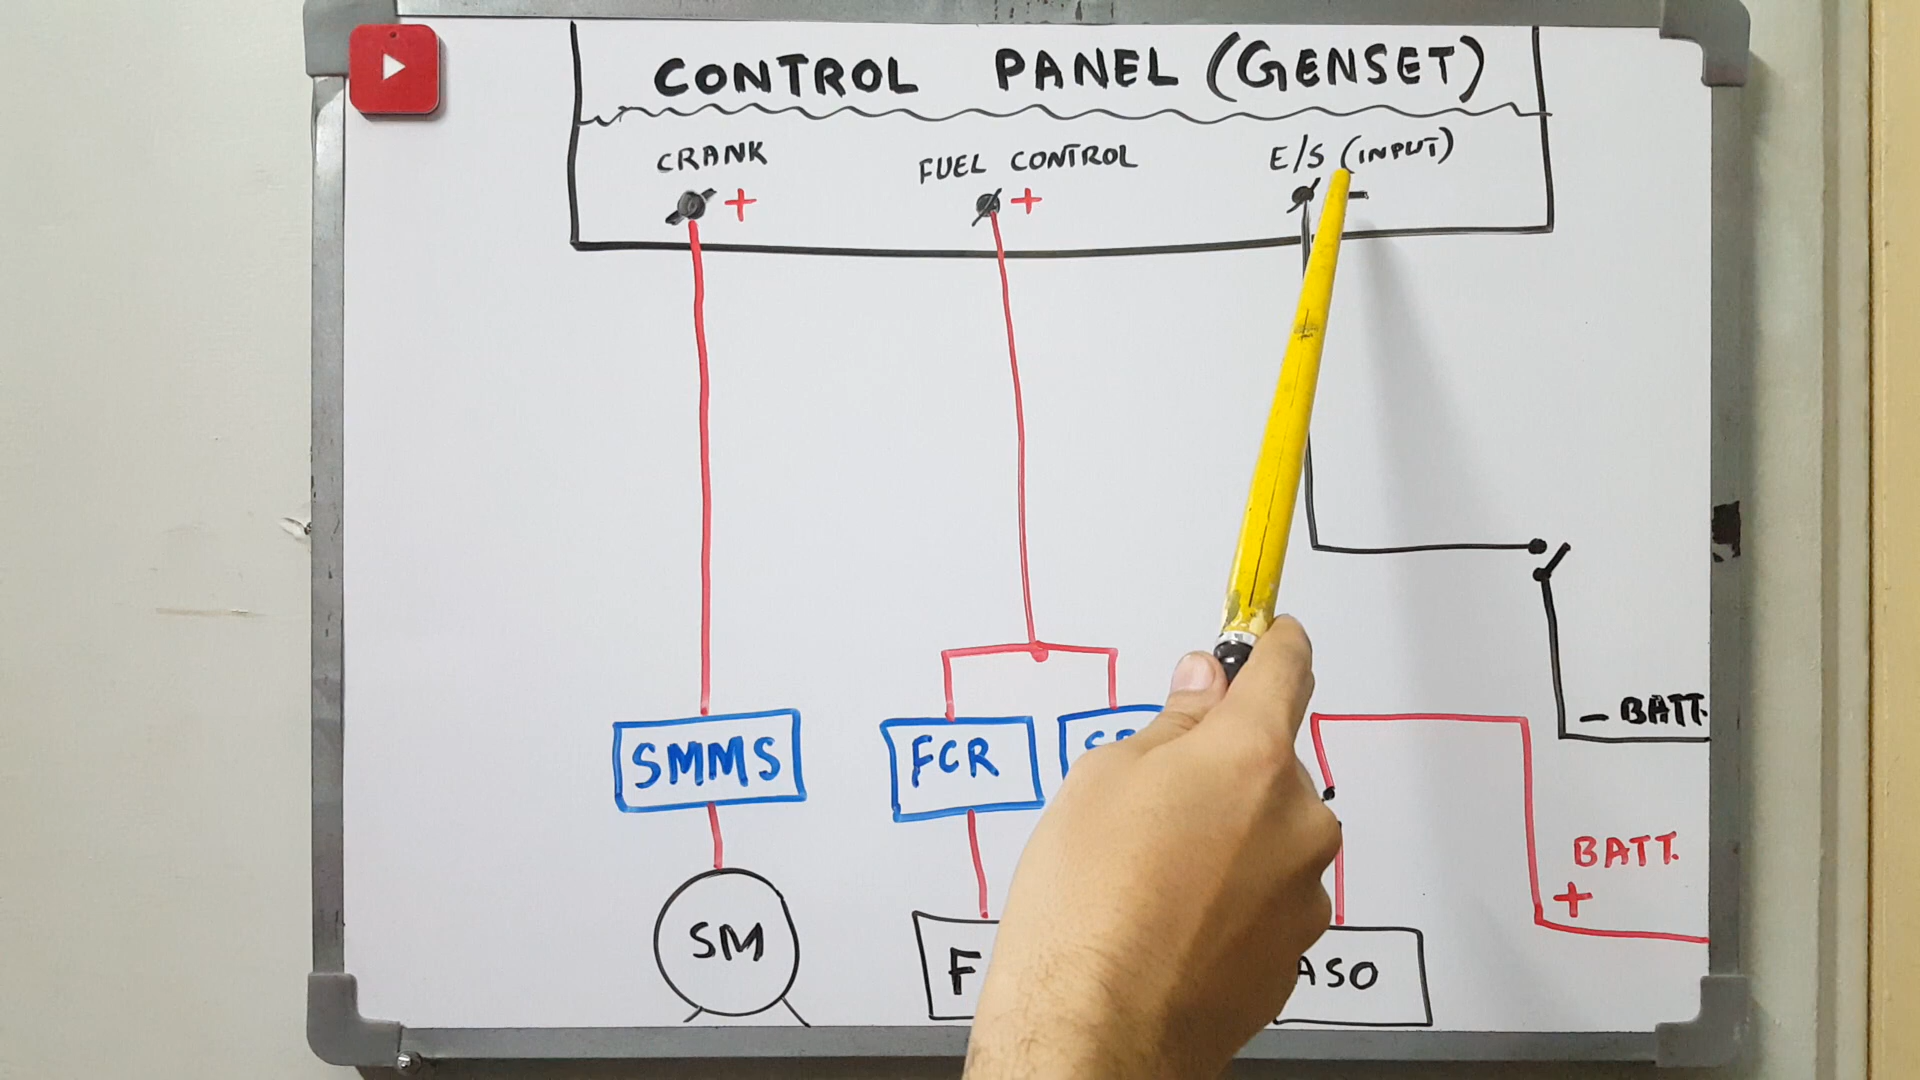 CONTROL PANEL (GENSET)
CRANK
FUEL CONTROL
E/S (INPUT)
+
+
-
- BATT.
SMMS
FCR
BATT.
+
SM
F
ASO